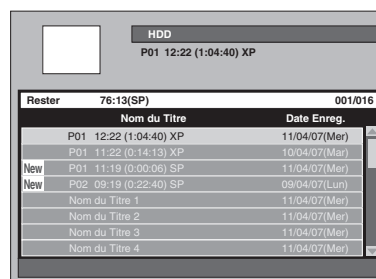 HDD
P01 12:22 (1:04:40) XP
Rester 76:13(SP) 001/016
Nom du Titre Date Enreg.
P01 12:22 (1:04:40) XP 11/04/07(Mer)
P01 11:22 (0:14:13) XP 10/04/07(Mar)
New P01 11:19 (0:00:06) SP 11/04/07(Mer)
New P02 09:19 (0:22:40) SP 09/04/07(Lun)
Nom du Titre 1 11/04/07(Mer)
Nom du Titre 2 11/04/07(Mer)
Nom du Titre 3 11/04/07(Mer)
Nom du Titre 4 11/04/07(Mer)